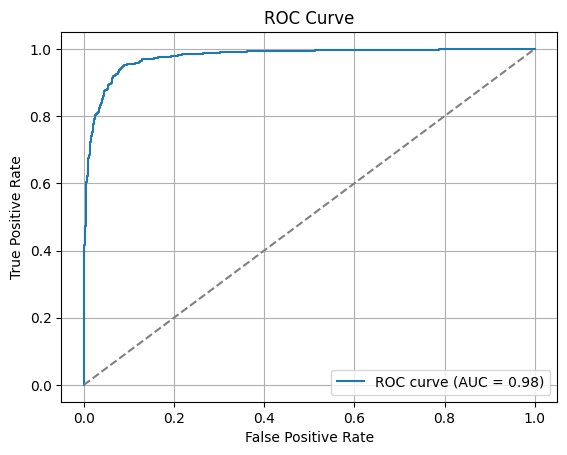 ROC Curve
1.0
0.8
0.6
0.4
0.2
0.0
True Positive Rate
ROC curve (AUC = 0.98)
0.0 0.2 0.4 0.6 0.8 1.0
False Positive Rate